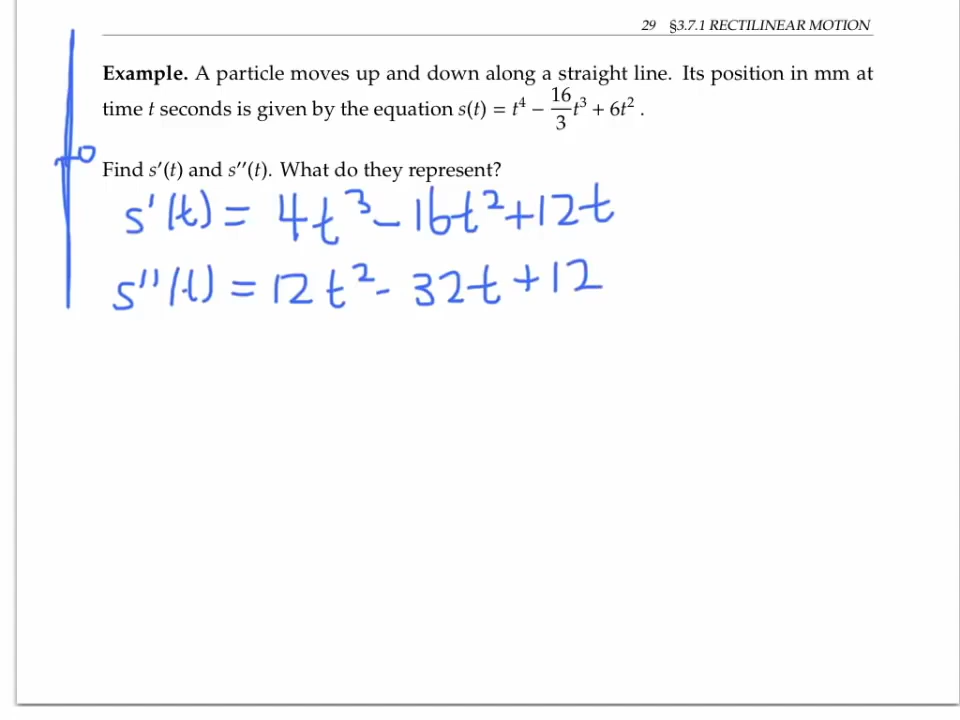 29 §3.7.1 RECTILINEAR MOTION
Example. A particle moves up and down along a straight line. Its position in mm at
time t seconds is given by the equation s(t) = t⁴ − 16/3 t³ + 6t² .
0
Find s′(t) and s′′(t). What do they represent?
s'(t) = 4t³ - 16t² + 12t
s''(t) = 12t² - 32t + 12